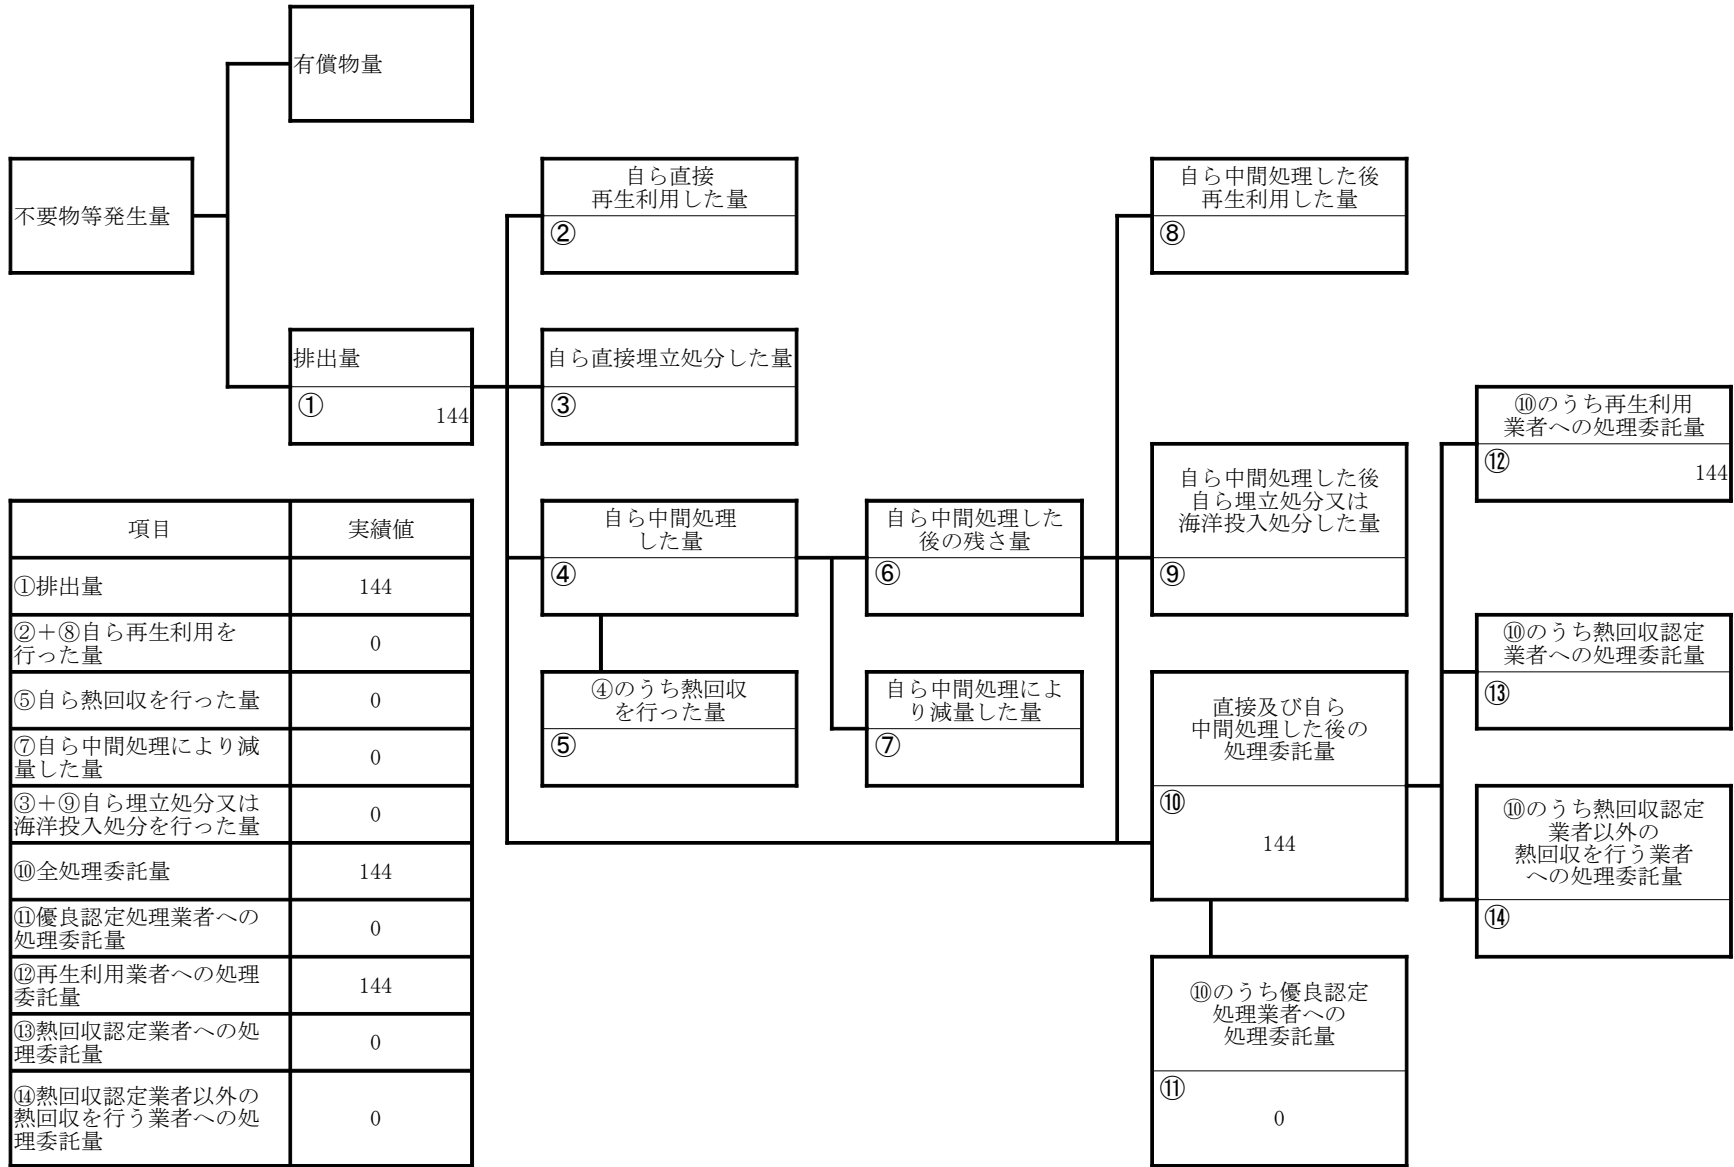 有償物量
不要物等発生量
自ら直接
再生利用した量
②
自ら中間処理した後
再生利用した量
⑧
排出量
①
144
自ら直接埋立処分した量
③
⑩のうち再生利用
業者への処理委託量
⑫
144
自ら中間処理した後
自ら埋立処分又は
海洋投入処分した量
⑨
自ら中間処理
した量
④
自ら中間処理した
後の残さ量
⑥
④のうち熱回収
を行った量
⑤
自ら中間処理によ
り減量した量
⑦
直接及び自ら
中間処理した後の
処理委託量
⑩
144
⑩のうち熱回収認定
業者への処理委託量
⑬
⑩のうち熱回収認定
業者以外の
熱回収を行う業者
への処理委託量
⑭
⑩のうち優良認定
処理業者への
処理委託量
⑪
0
項目 実績値
①排出量 144
②+⑧自ら再生利用を
行った量 0
⑤自ら熱回収を行った量 0
⑦自ら中間処理により減
量した量 0
③+⑨自ら埋立処分又は
海洋投入処分を行った量 0
⑩全処理委託量 144
⑪優良認定処理業者への
処理委託量 0
⑫再生利用業者への処理
委託量 144
⑬熱回収認定業者への処
理委託量 0
⑭熱回収認定業者以外の
熱回収を行う業者への処
理委託量 0